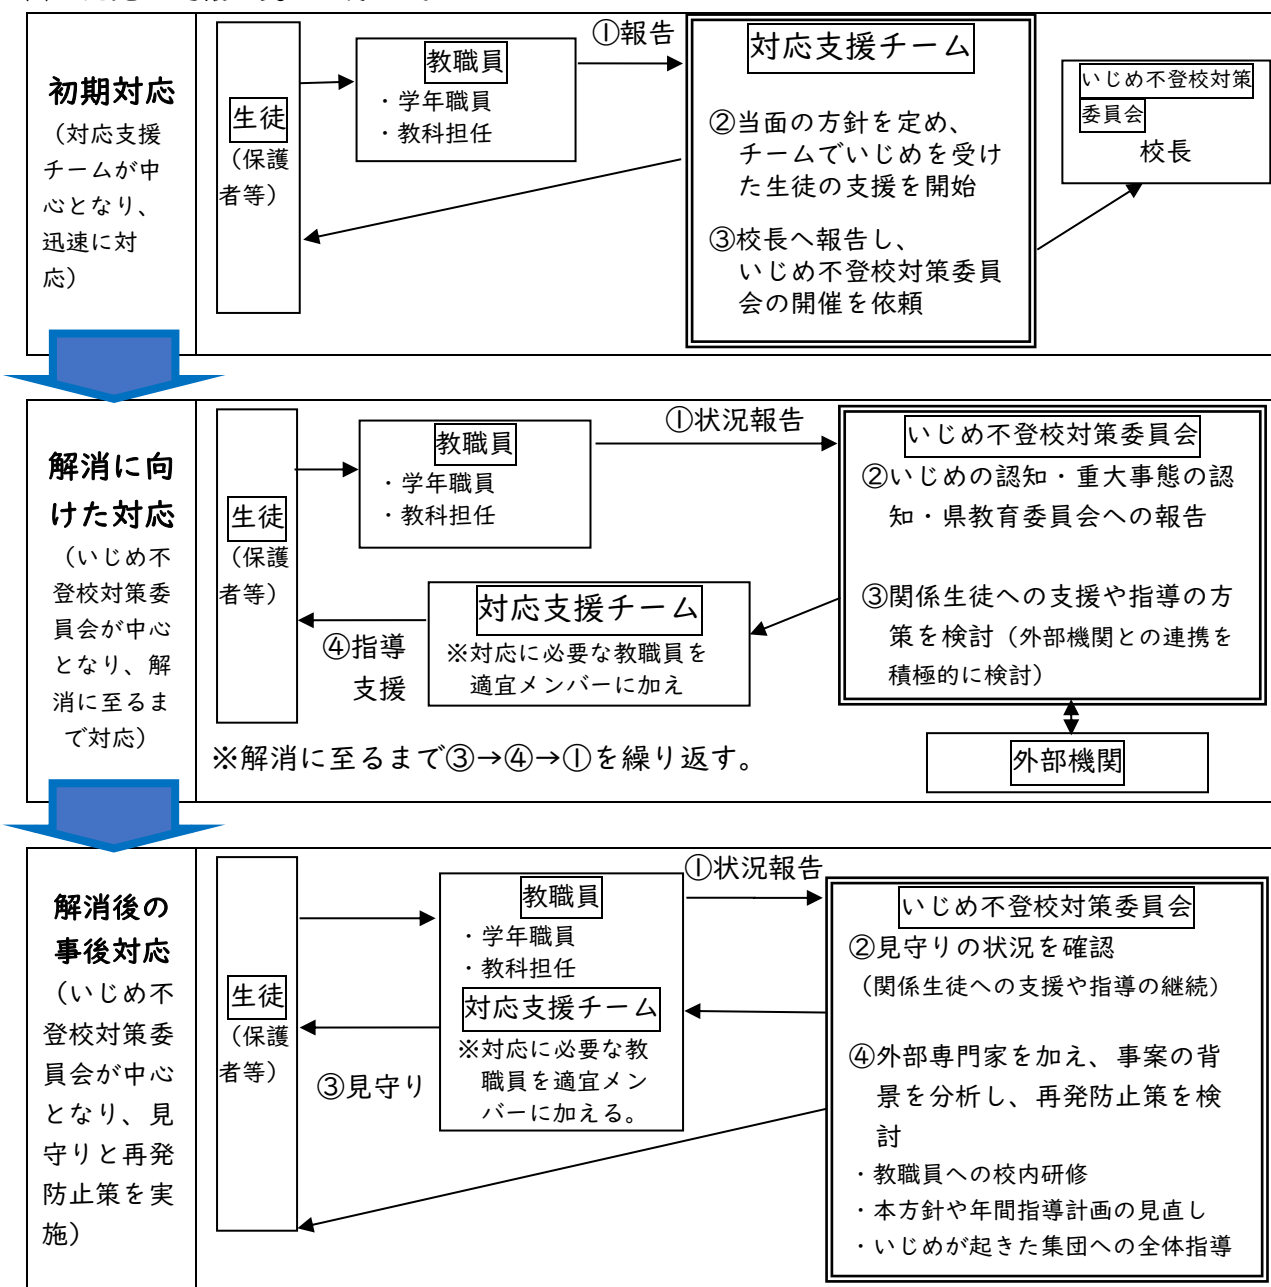 初期対応
（対応支援
チームが中
心となり、
迅速に対
応）
生徒
（保護
者等）
教職員
・学年職員
・教科担任
①報告
対応支援チーム
②当面の方針を定め、
チームでいじめを受け
た生徒の支援を開始
③校長へ報告し、
いじめ不登校対策委員
会の開催を依頼
いじめ不登校対策
委員会
校長
解消に向
けた対応
（いじめ不
登校対策委
員会が中心
となり、解
消に至るま
で対応）
生徒
（保護
者等）
教職員
・学年職員
・教科担任
①状況報告
いじめ不登校対策委員会
②いじめの認知・重大事態の認
知・県教育委員会への報告
③関係生徒への支援や指導の方
策を検討（外部機関との連携を
積極的に検討）
対応支援チーム
※対応に必要な教職員を
適宜メンバーに加え
④指導
支援
※解消に至るまで③→④→①を繰り返す。
外部機関
解消後の
事後対応
（いじめ不
登校対策委
員会が中心
となり、見
守りと再発
防止策を実
施）
生徒
（保護
者等）
教職員
・学年職員
・教科担任
対応支援チーム
※対応に必要な教
職員を適宜メン
バーに加える。
①状況報告
③見守り
いじめ不登校対策委員会
②見守りの状況を確認
（関係生徒への支援や指導の継続）
④外部専門家を加え、事案の背
景を分析し、再発防止策を検
討
・教職員への校内研修
・本方針や年間指導計画の見直し
・いじめが起きた集団への全体指導